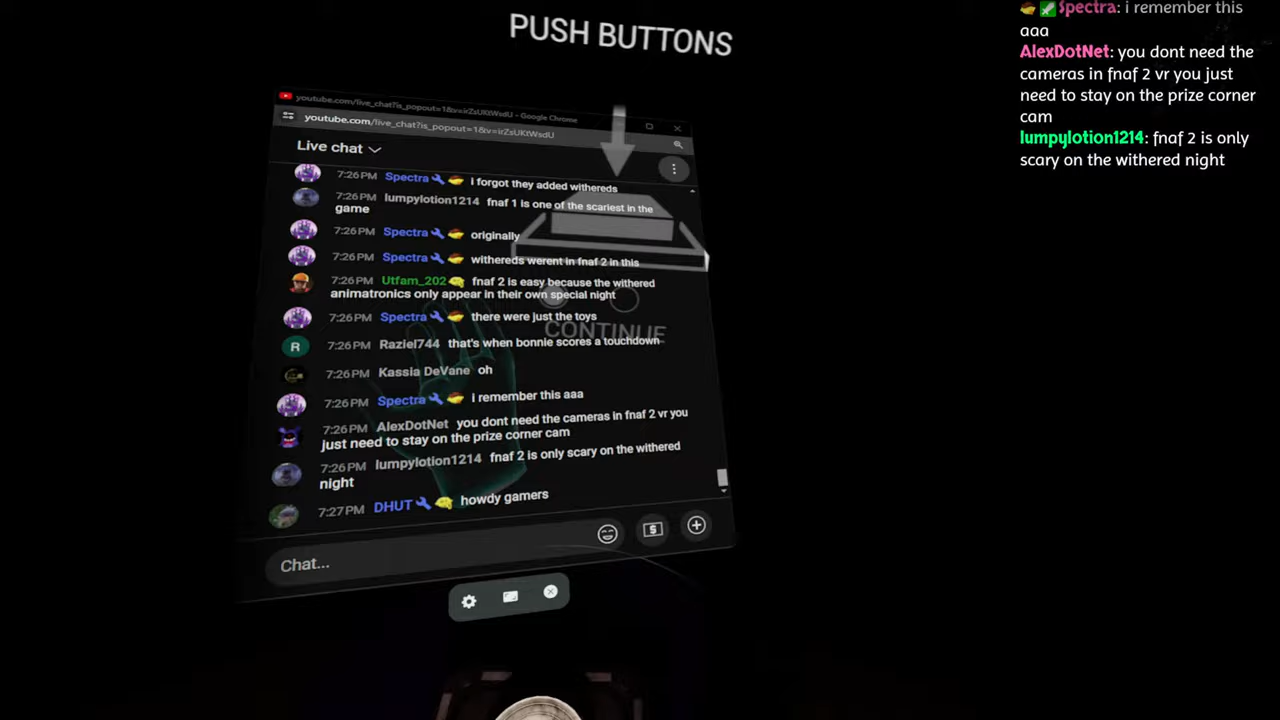 PUSH BUTTONS
youtube.com/live_chat?is_popout=1&v=irZsUKtWsdU - Google Chrome
youtube.com/live_chat?is_popout=1&v=irZsUKtWsdU
Live chat
7:26 PM Spectra i forgot they added withereds
7:26 PM lumpylotion1214 fnaf 1 is one of the scariest in the
game
7:26 PM Spectra originally
7:26 PM Spectra withereds werent in fnaf 2 in this
7:26 PM Utfam_202 fnaf 2 is easy because the withered
animatronics only appear in their own special night
7:26 PM Spectra there were just the toys
CONTINUE
R 7:26 PM Raziel744 that's when bonnie scores a touchdown
7:26 PM Kassia DeVane oh
7:26 PM Spectra i remember this aaa
7:26 PM AlexDotNet you dont need the cameras in fnaf 2 vr you
just need to stay on the prize corner cam
7:26 PM lumpylotion1214 fnaf 2 is only scary on the withered
night
7:27 PM DHUT howdy gamers
Chat...
Spectra: i remember this
aaa
AlexDotNet: you dont need the
cameras in fnaf 2 vr you just
need to stay on the prize corner
cam
lumpylotion1214: fnaf 2 is only
scary on the withered night